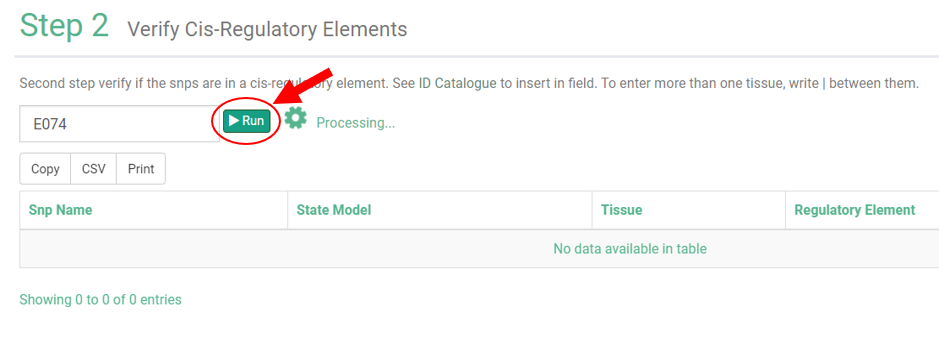 Step 2 Verify Cis-Regulatory Elements
Second step verify if the snps are in a cis-regulatory element. See ID Catalogue to insert in field. To enter more than one tissue, write | between them.
E074 Run Processing...
Copy CSV Print
Snp Name State Model Tissue Regulatory Element
No data available in table
Showing 0 to 0 of 0 entries